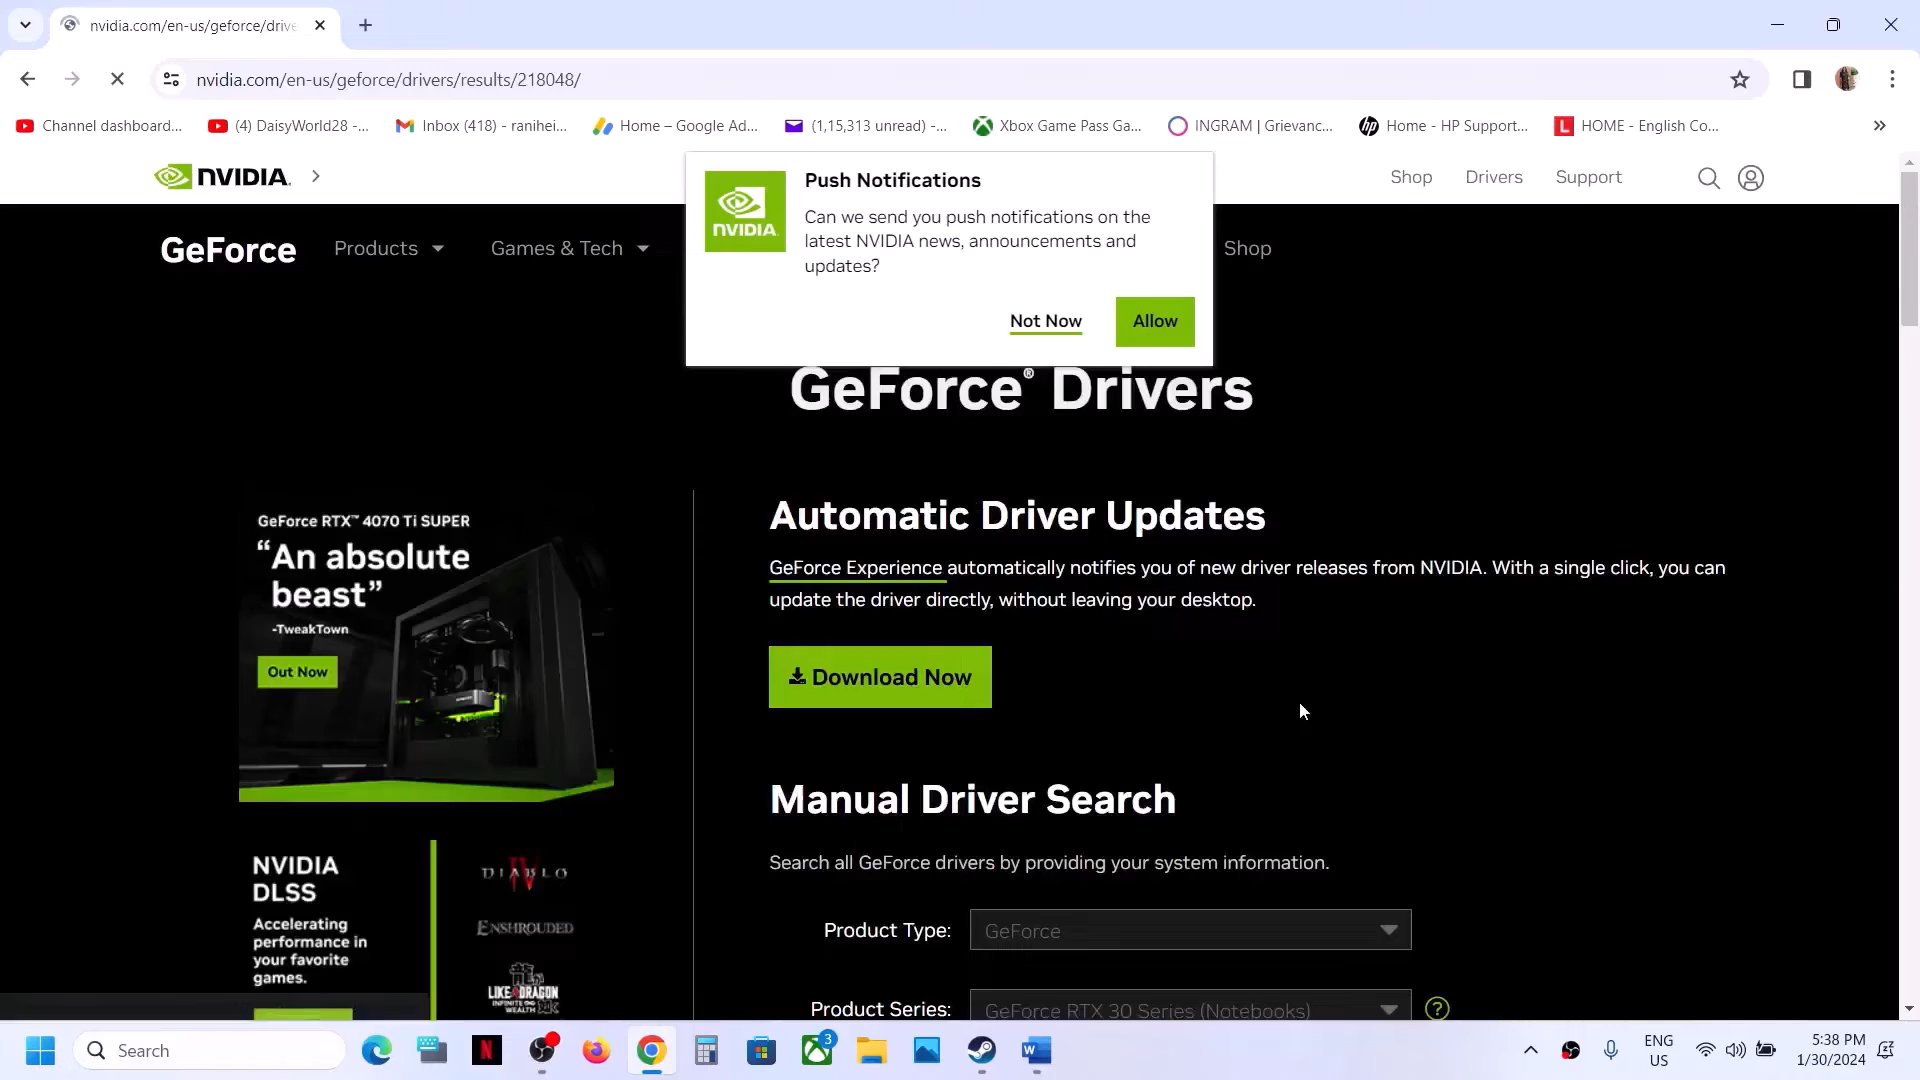 nvidia.com/en-us/geforce/drive
nvidia.com/en-us/geforce/drivers/results/218048/
Channel dashboard...
(4) DaisyWorld28 -...
Inbox (418) - ranihei...
Home – Google Ad...
(1,15,313 unread) -...
Xbox Game Pass Ga...
INGRAM | Grievanc...
Home - HP Support...
HOME - English Co...
NVIDIA
Shop
Drivers
Support
NVIDIA
Push Notifications
Can we send you push notifications on the
latest NVIDIA news, announcements and
updates?
Not Now
Allow
GeForce
Products
Games & Tech
Shop
GeForce® Drivers
GeForce RTX™ 4070 Ti SUPER
“An absolute
beast”
-TweakTown
Out Now
Automatic Driver Updates
GeForce Experience automatically notifies you of new driver releases from NVIDIA. With a single click, you can
update the driver directly, without leaving your desktop.
Download Now
Manual Driver Search
Search all GeForce drivers by providing your system information.
Product Type:
GeForce
Product Series:
GeForce RTX 30 Series (Notebooks)
?
NVIDIA
DLSS
Accelerating
performance in
your favorite
games.
DIABLO
IV
ENSHROUDED
LIKE A DRAGON
INFINITE WEALTH
Search
3
ENG
US
5:38 PM
1/30/2024